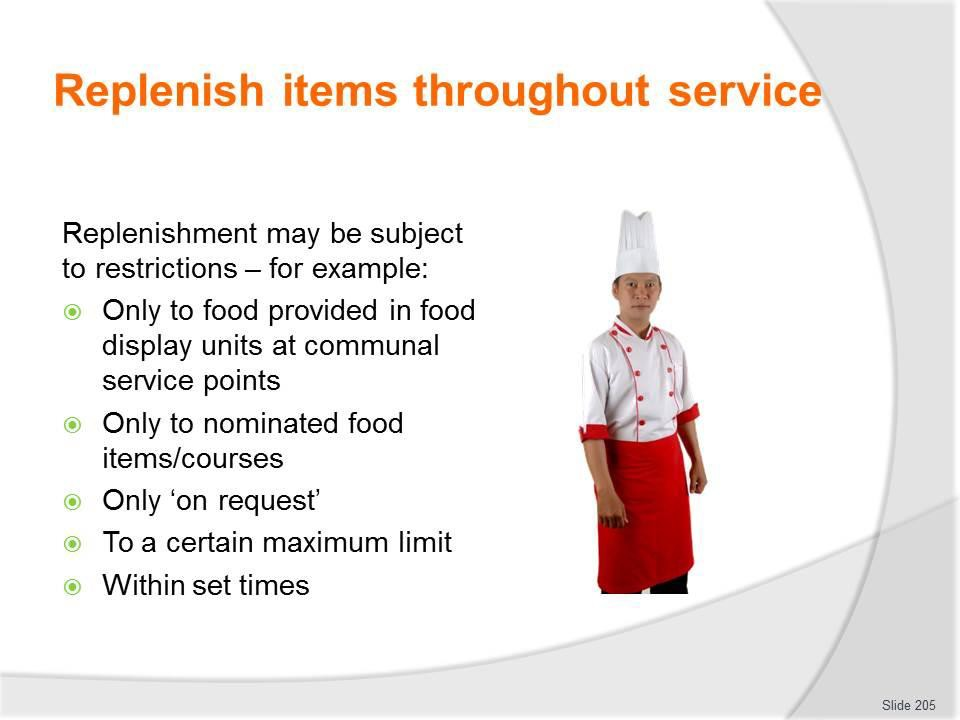 Replenish items throughout service
Replenishment may be subject
to restrictions – for example:
Only to food provided in food
display units at communal
service points
Only to nominated food
items/courses
Only ‘on request’
To a certain maximum limit
Within set times
Slide 205